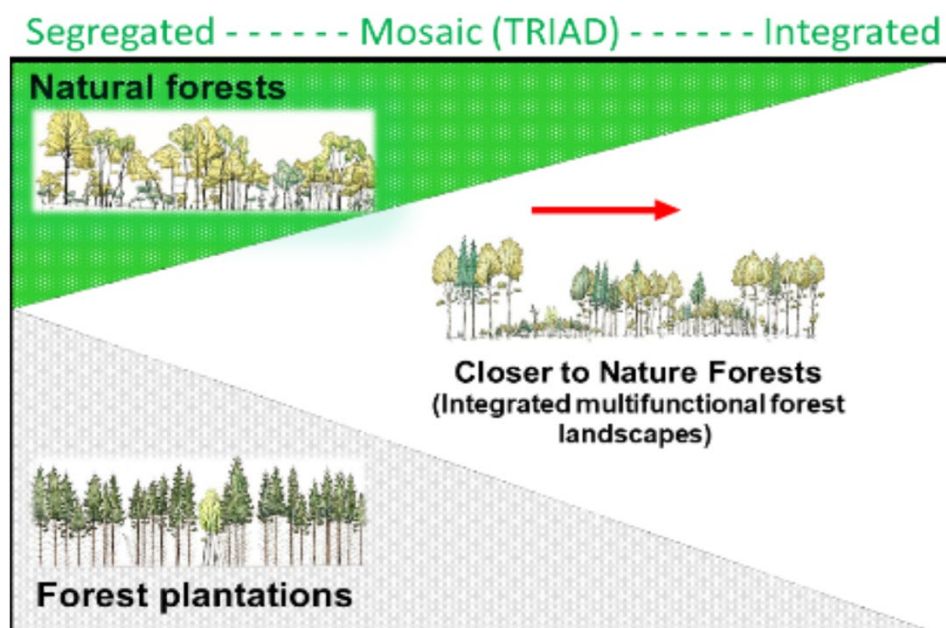 Segregated - - - - - - Mosaic (TRIAD) - - - - - - Integrated
Natural forests
Closer to Nature Forests
(Integrated multifunctional forest
landscapes)
Forest plantations